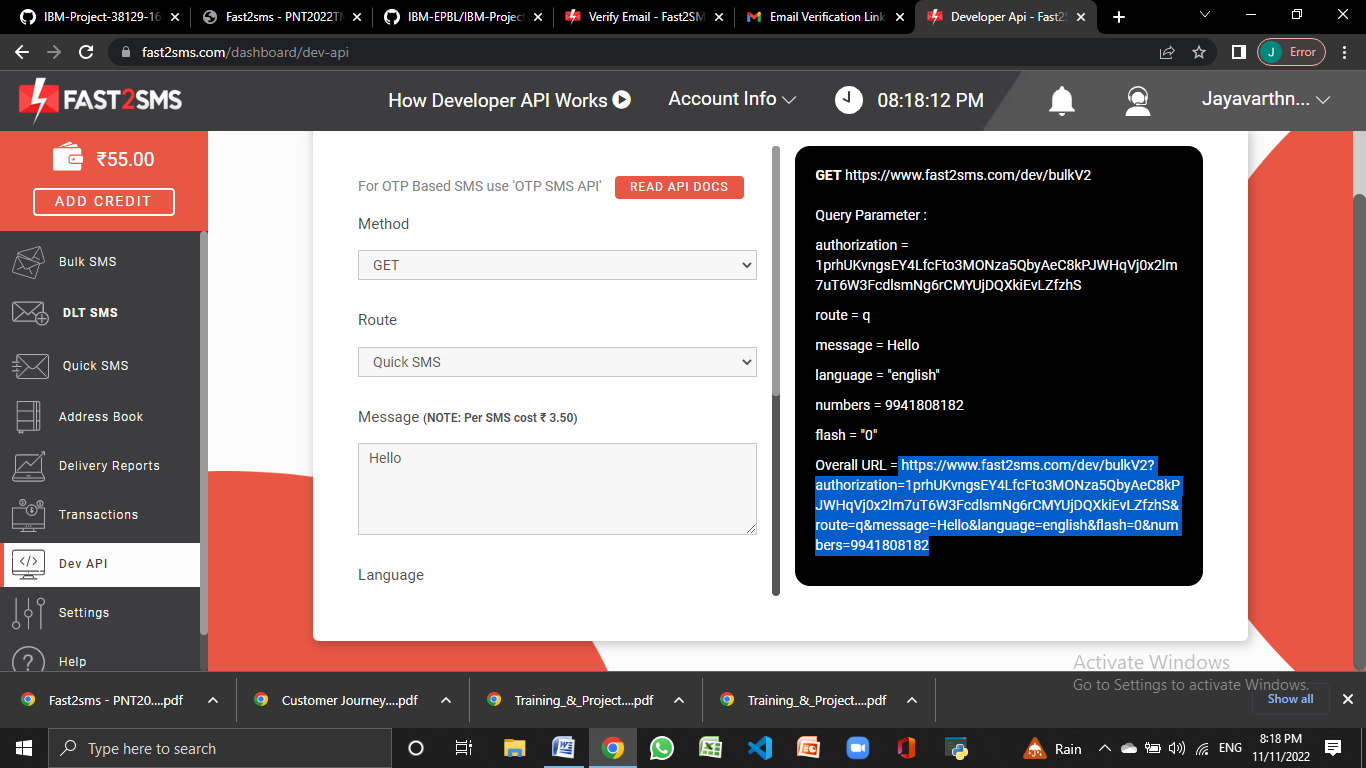 IBM-Project-38129-16
Fast2sms - PNT2022TM
IBM-EPBL/IBM-Project
Verify Email - Fast2SM
Email Verification Link
Developer Api - Fast2S
fast2sms.com/dashboard/dev-api
J Error
FAST2SMS
How Developer API Works
Account Info
08:18:12 PM
Jayavarthn...
₹55.00
ADD CREDIT
Bulk SMS
DLT SMS
Quick SMS
Address Book
Delivery Reports
Transactions
Dev API
Settings
? Help
For OTP Based SMS use 'OTP SMS API'
READ API DOCS
Method
GET
Route
Quick SMS
Message (NOTE: Per SMS cost ₹ 3.50)
Hello
Language
GET https://www.fast2sms.com/dev/bulkV2
Query Parameter :
authorization =
1prhUKvngsEY4LfcFto3MONza5QbyAeC8kPJWHqVj0x2lm
7uT6W3FcdlsmNg6rCMYUjDQXkiEvLZfzhS
route = q
message = Hello
language = "english"
numbers = 9941808182
flash = "0"
Overall URL = https://www.fast2sms.com/dev/bulkV2?
authorization=1prhUKvngsEY4LfcFto3MONza5QbyAeC8kP
JWHqVj0x2lm7uT6W3FcdlsmNg6rCMYUjDQXkiEvLZfzhS&
route=q&message=Hello&language=english&flash=0&num
bers=9941808182
Activate Windows
Go to Settings to activate Windows.
Fast2sms - PNT20....pdf
Customer Journey....pdf
Training_&_Project....pdf
Training_&_Project....pdf
Show all
Type here to search
Rain
ENG
8:18 PM
11/11/2022